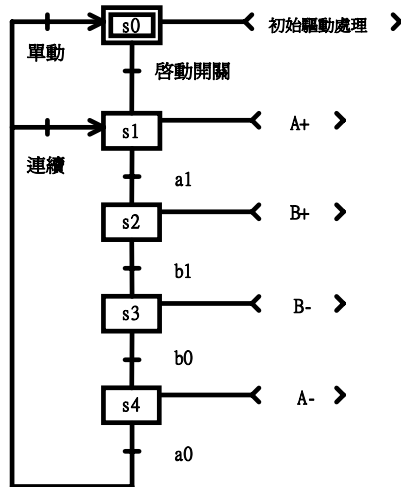 s0 初始驅動處理
單動
啓動開關
s1 A+
連續
a1
s2 B+
b1
s3 B-
b0
s4 A-
a0